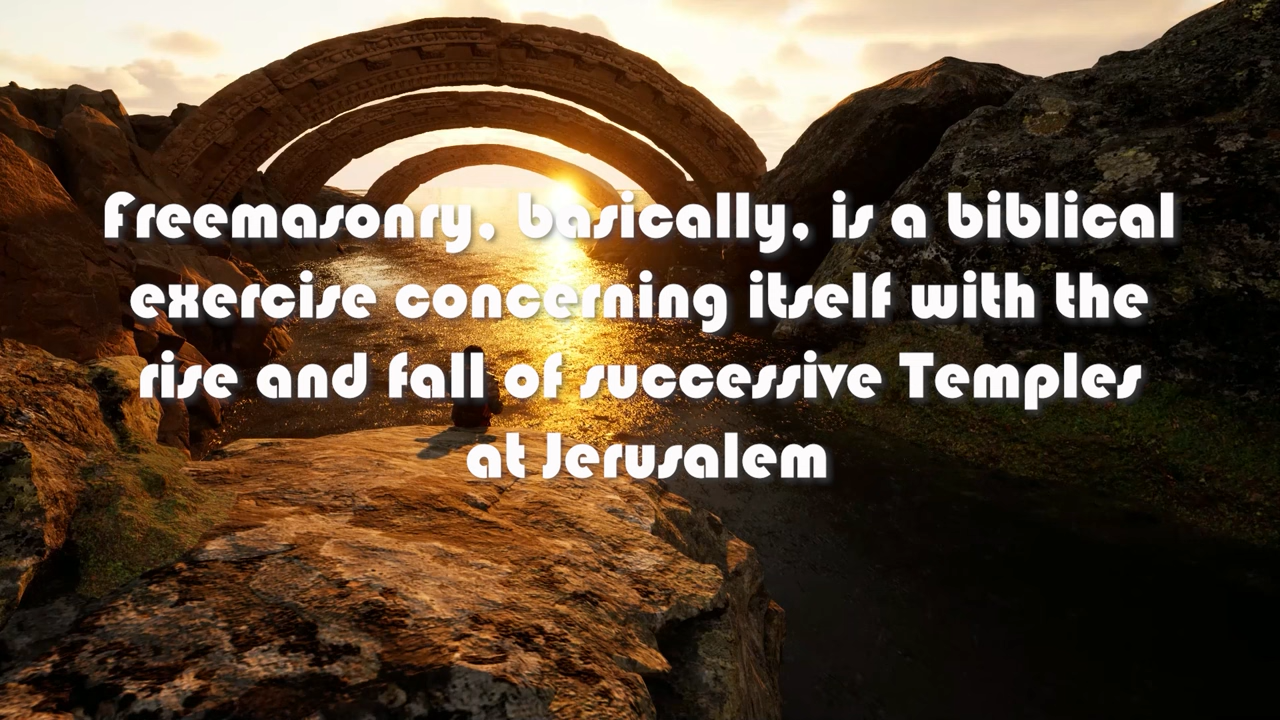 Freemasonry, basically, is a biblical
exercise concerning itself with the
rise and fall of successive Temples
at Jerusalem